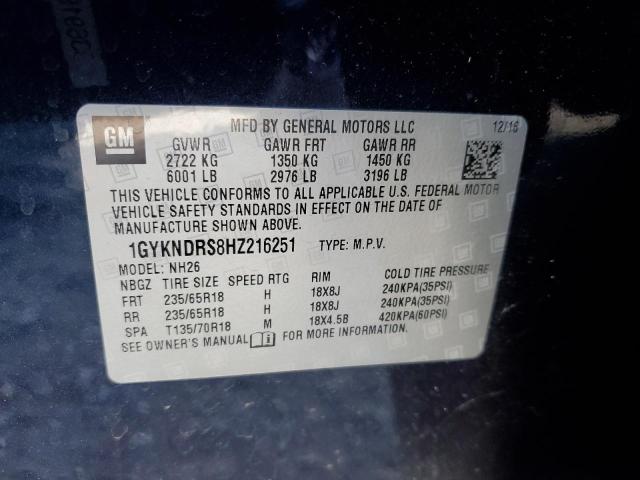 GM
MFD BY GENERAL MOTORS LLC 12/16
GVWR GAWR FRT GAWR RR
2722 KG 1350 KG 1450 KG
6001 LB 2976 LB 3196 LB
THIS VEHICLE CONFORMS TO ALL APPLICABLE U.S. FEDERAL MOTOR
VEHICLE SAFETY STANDARDS IN EFFECT ON THE DATE OF
MANUFACTURE SHOWN ABOVE.
1GYKNDRS8HZ216251 TYPE: M.P.V.
MODEL: NH26
NBGZ TIRE SIZE SPEED RTG RIM COLD TIRE PRESSURE
FRT 235/65R18 H 18X8J 240KPA(35PSI)
RR 235/65R18 H 18X8J 240KPA(35PSI)
SPA T135/70R18 M 18X4.5B 420KPA(60PSI)
SEE OWNER'S MANUAL FOR MORE INFORMATION.